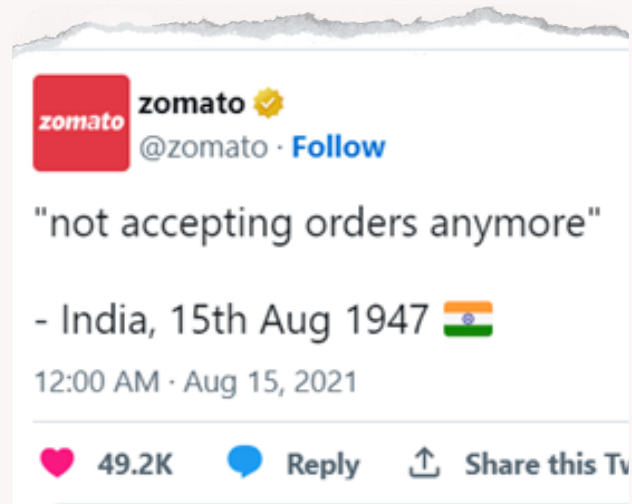 zomato
zomato
@zomato · Follow
"not accepting orders anymore"
- India, 15th Aug 1947 🇮🇳
12:00 AM · Aug 15, 2021
49.2K Reply Share this